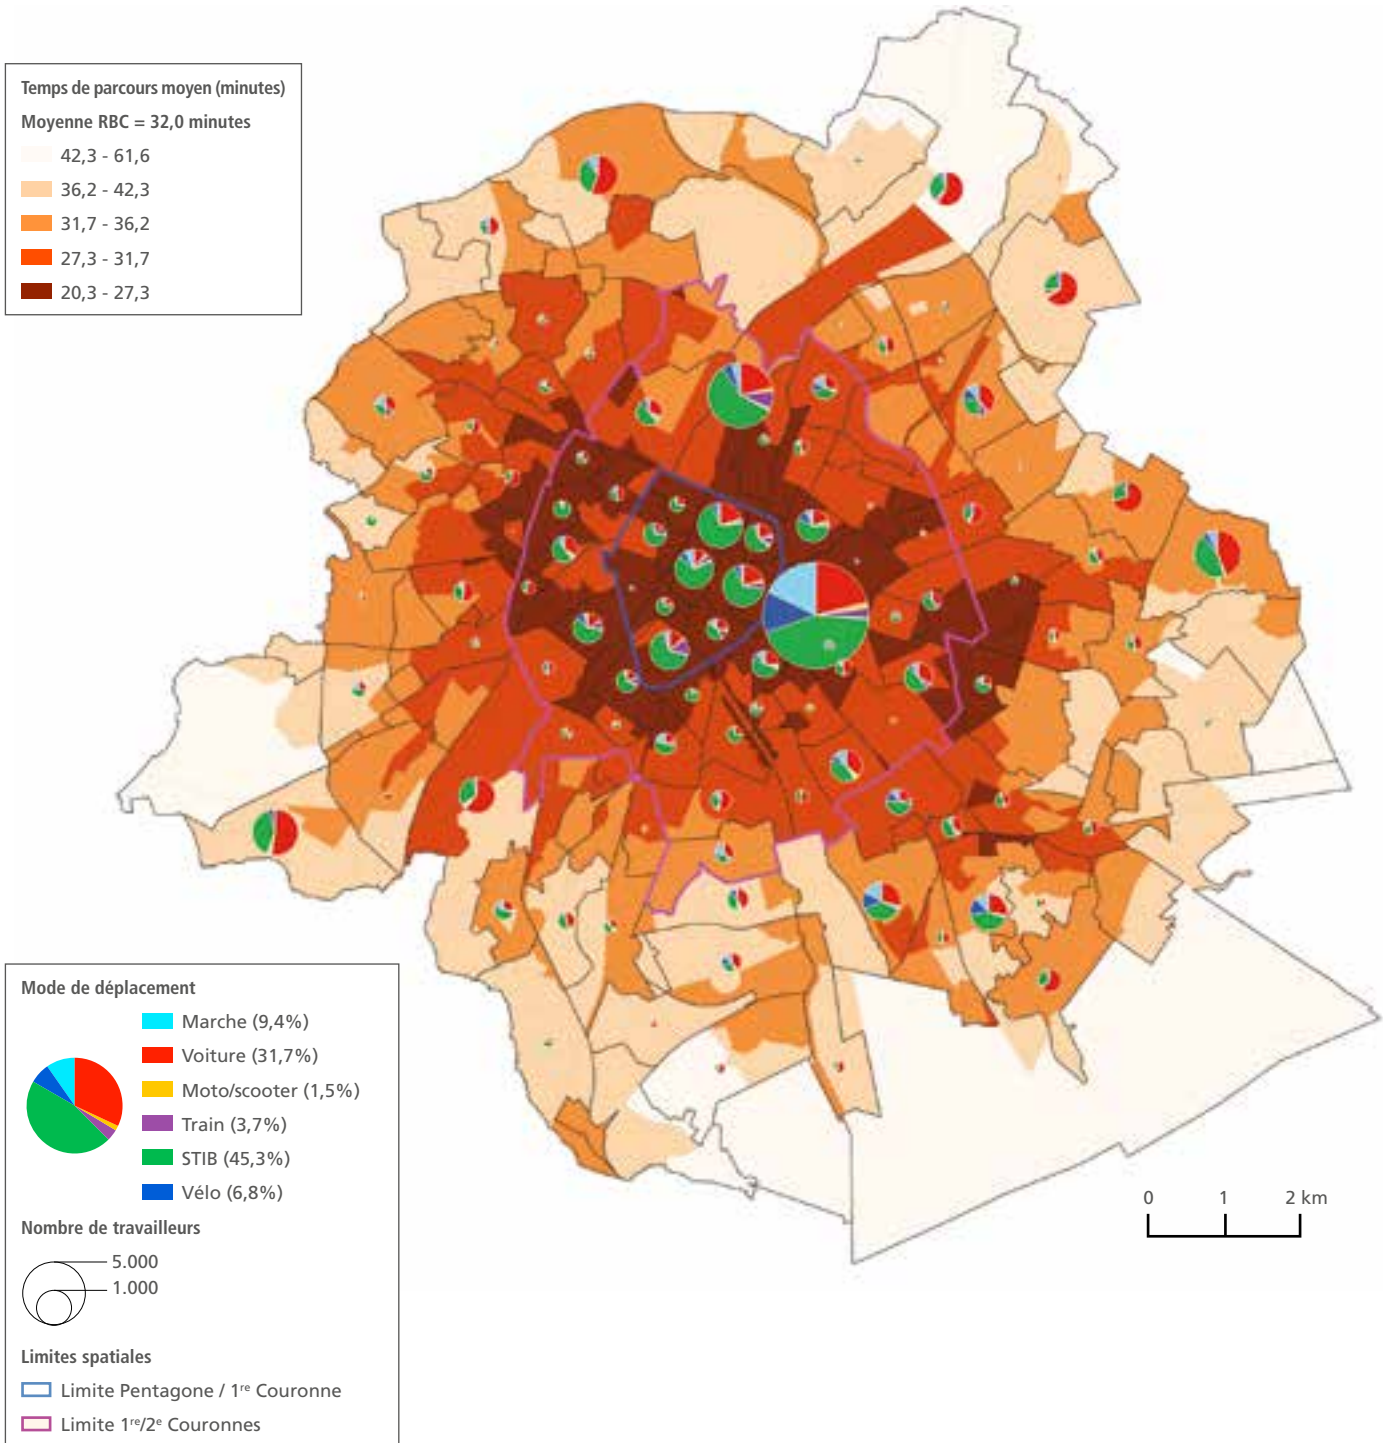 Temps de parcours moyen (minutes)
Moyenne RBC = 32,0 minutes
42,3 - 61,6
36,2 - 42,3
31,7 - 36,2
27,3 - 31,7
20,3 - 27,3
Mode de déplacement
Marche (9,4%)
Voiture (31,7%)
Moto/scooter (1,5%)
Train (3,7%)
STIB (45,3%)
Vélo (6,8%)
Nombre de travailleurs
5.000
1.000
Limites spatiales
Limite Pentagone / 1re Couronne
Limite 1re/2e Couronnes
0 1 2 km